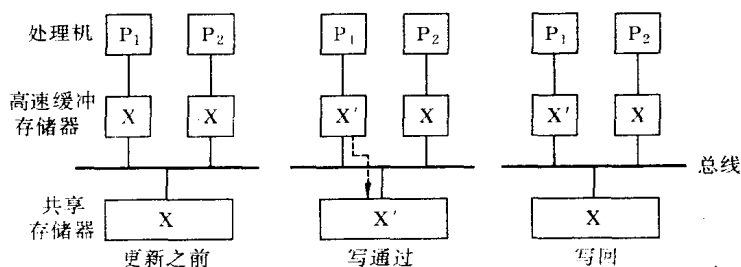 处理机 P₁ P₂ P₁ P₂ P₁ P₂
高速缓冲
存储器 X X X′ X X′ X
总线
共享
存储器 X X′ X
更新之前 写通过 写回